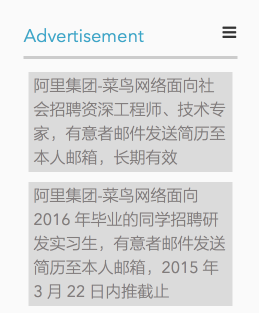 Advertisement
阿里集团-菜鸟网络面向社
会招聘资深工程师、技术专
家，有意者邮件发送简历至
本人邮箱，长期有效
阿里集团-菜鸟网络面向
2016 年毕业的同学招聘研
发实习生，有意者邮件发送
简历至本人邮箱，2015 年
3 月 22 日内推截止